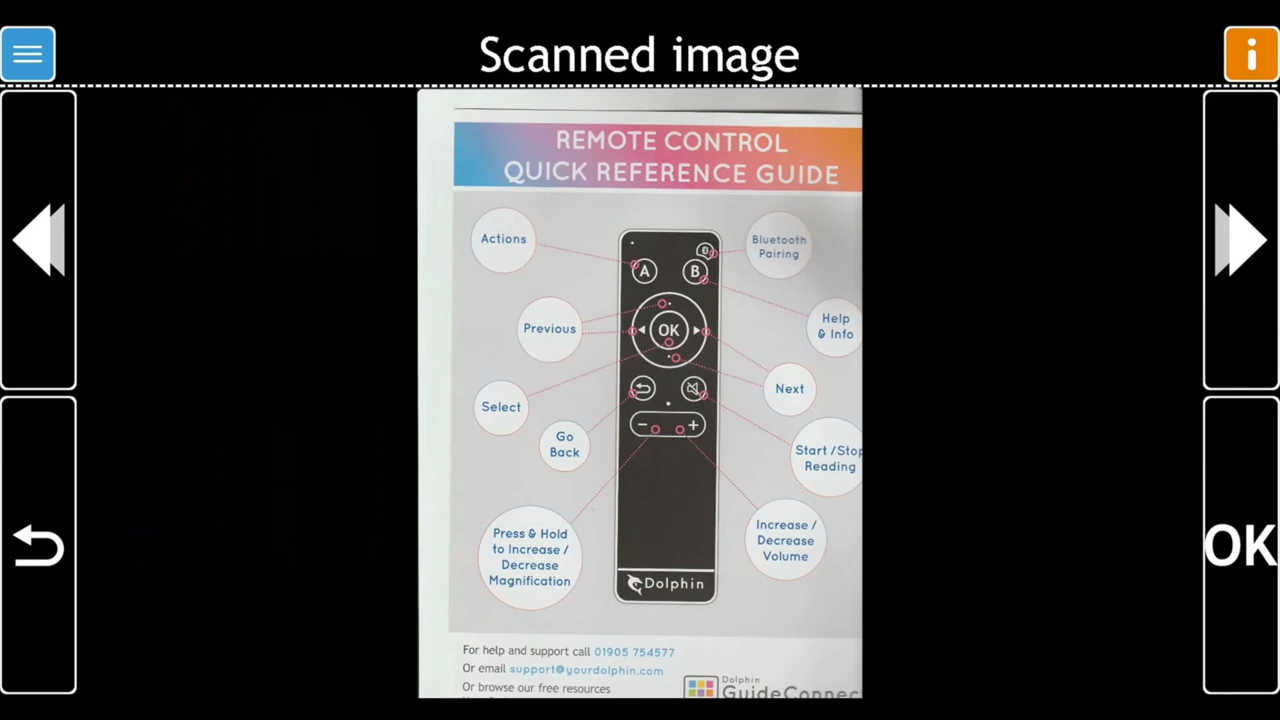 Scanned image
REMOTE CONTROL
QUICK REFERENCE GUIDE
Actions
Bluetooth
Pairing
A
B
Previous
OK
Help
& Info
Select
Next
Go
Back
Start / Stop
Reading
Press & Hold
to Increase /
Decrease
Magnification
Increase /
Decrease
Volume
Dolphin
For help and support call 01905 754577
Or email support@yourdolphin.com
Or browse our free resources
Dolphin
GuideConnec
OK